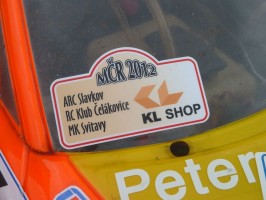 MČR 2012
ARC Slavkov
RC Klub Čelákovice
MK Svitavy
KL SHOP
Peter